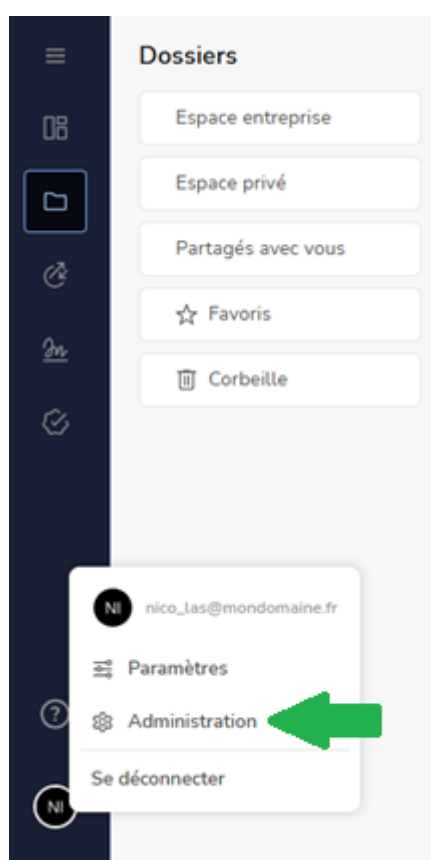 Dossiers
Espace entreprise
Espace privé
Partagés avec vous
Favoris
Corbeille
NI nico_las@mondomaine.fr
Paramètres
Administration
Se déconnecter
NI